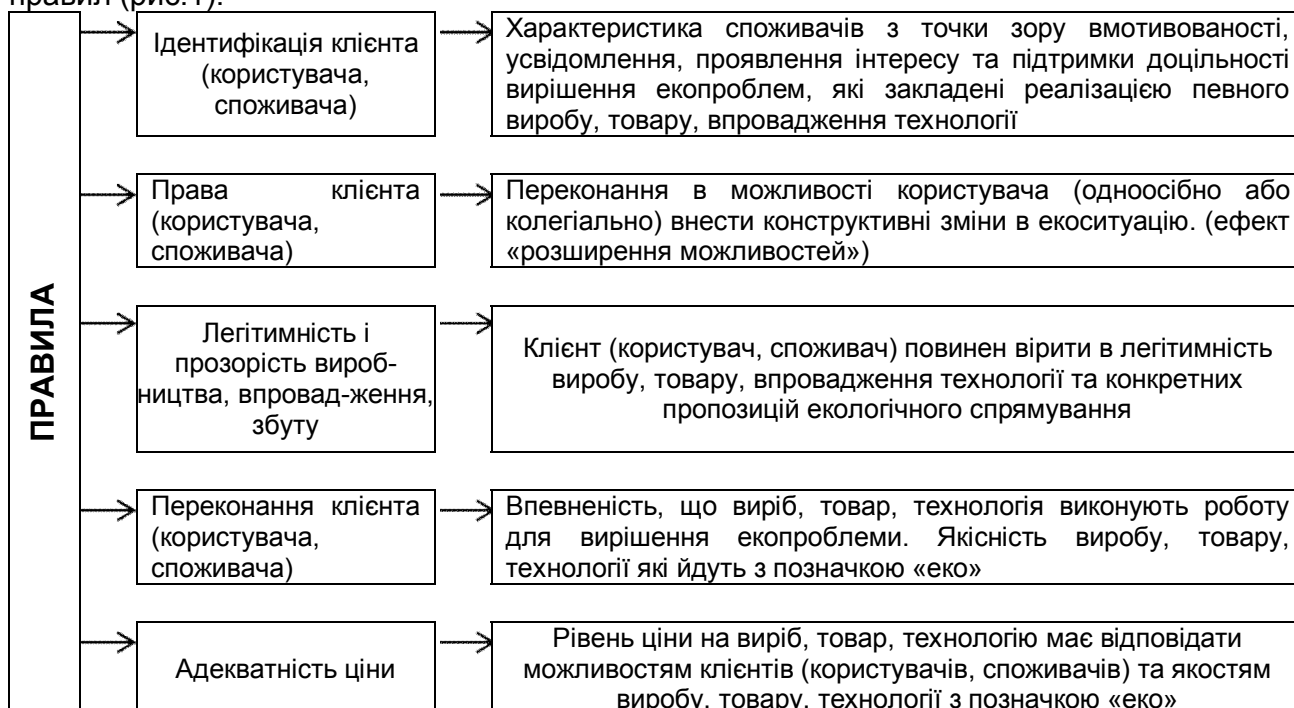 правил (рис.1).
ПРАВИЛА
Ідентифікація клієнта
(користувача,
споживача)
Характеристика споживачів з точки зору вмотивованості,
усвідомлення, проявлення інтересу та підтримки доцільності
вирішення екопроблем, які закладені реалізацією певного
виробу, товару, впровадження технології
Права клієнта
(користувача,
споживача)
Переконання в можливості користувача (одноосібно або
колегіально) внести конструктивні зміни в екоситуацію. (ефект
«розширення можливостей»)
Легітимність і
прозорість вироб-
ництва, впровад-ження,
збуту
Клієнт (користувач, споживач) повинен вірити в легітимність
виробу, товару, впровадження технології та конкретних
пропозицій екологічного спрямування
Переконання клієнта
(користувача,
споживача)
Впевненість, що виріб, товар, технологія виконують роботу
для вирішення екопроблеми. Якісність виробу, товару,
технології які йдуть з позначкою «еко»
Адекватність ціни
Рівень ціни на виріб, товар, технологію має відповідати
можливостям клієнтів (користувачів, споживачів) та якостям
виробу, товару, технології з позначкою «еко»